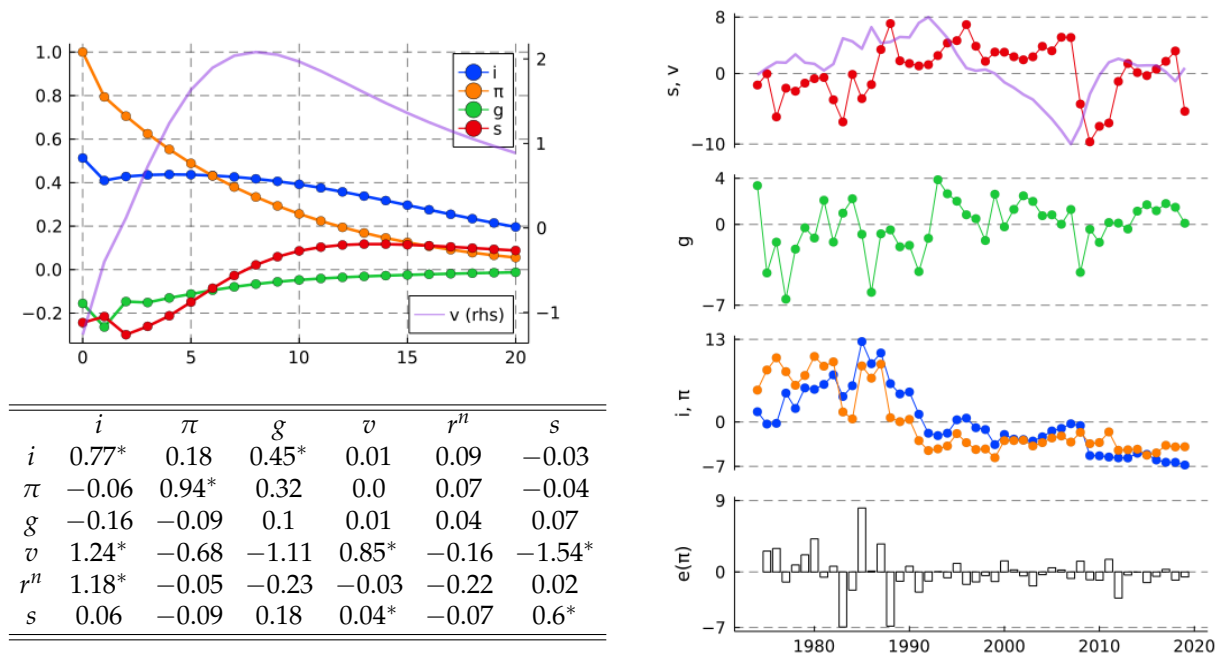 1.0
0.8
0.6
0.4
0.2
0.0
−0.2
2
1
0
−1
i
π
g
s
v (rhs)
0 5 10 15 20
i π g v rⁿ s
i 0.77* 0.18 0.45* 0.01 0.09 −0.03
π −0.06 0.94* 0.32 0.0 0.07 −0.04
g −0.16 −0.09 0.1 0.01 0.04 0.07
v 1.24* −0.68 −1.11 0.85* −0.16 −1.54*
rⁿ 1.18* −0.05 −0.23 −0.03 −0.22 0.02
s 0.06 −0.09 0.18 0.04* −0.07 0.6*
s, v
8
0
−10
g
4
0
−7
i, π
13
0
−7
e(π)
9
0
−7
1980 1990 2000 2010 2020